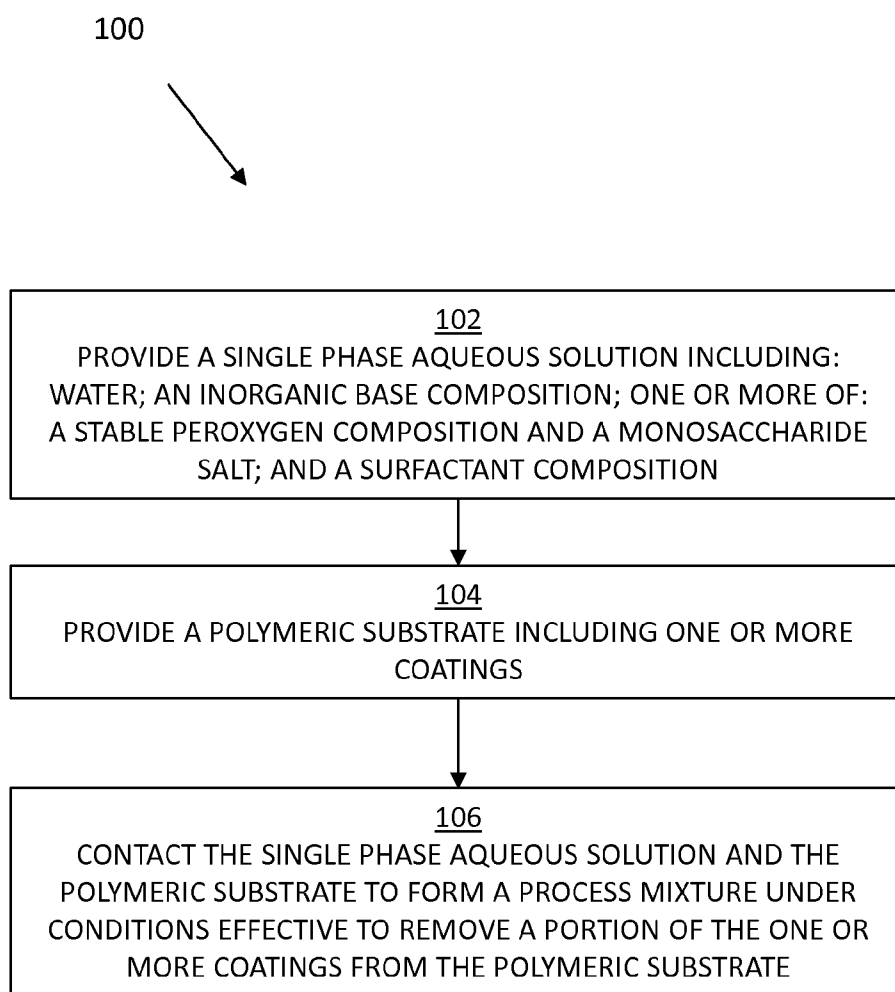 100
102
PROVIDE A SINGLE PHASE AQUEOUS SOLUTION INCLUDING:
WATER; AN INORGANIC BASE COMPOSITION; ONE OR MORE OF:
A STABLE PEROXYGEN COMPOSITION AND A MONOSACCHARIDE
SALT; AND A SURFACTANT COMPOSITION
104
PROVIDE A POLYMERIC SUBSTRATE INCLUDING ONE OR MORE
COATINGS
106
CONTACT THE SINGLE PHASE AQUEOUS SOLUTION AND THE
POLYMERIC SUBSTRATE TO FORM A PROCESS MIXTURE UNDER
CONDITIONS EFFECTIVE TO REMOVE A PORTION OF THE ONE OR
MORE COATINGS FROM THE POLYMERIC SUBSTRATE